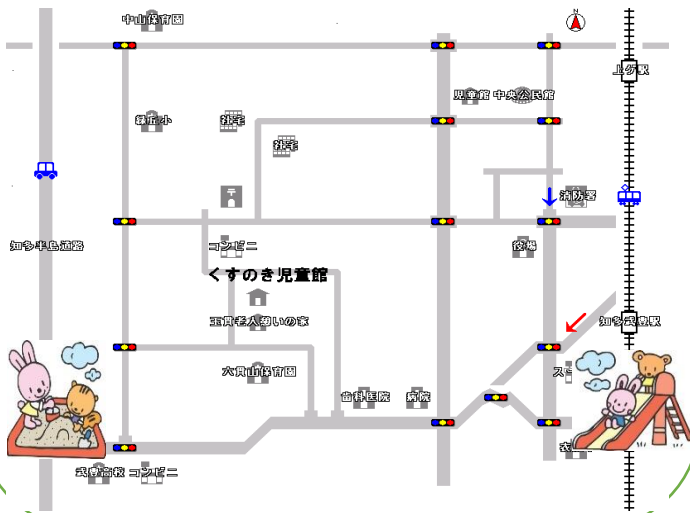 中山保育園
上ゲ駅
児童館 中央公民館
緑丘小
社宅
社宅
〒
消防署
知多半島道路
コンビニ
役場
くすのき児童館
玉貫老人憩いの家
知多武豊駅
六貫山保育園
歯科医院
病院
武豊高校 コンビニ